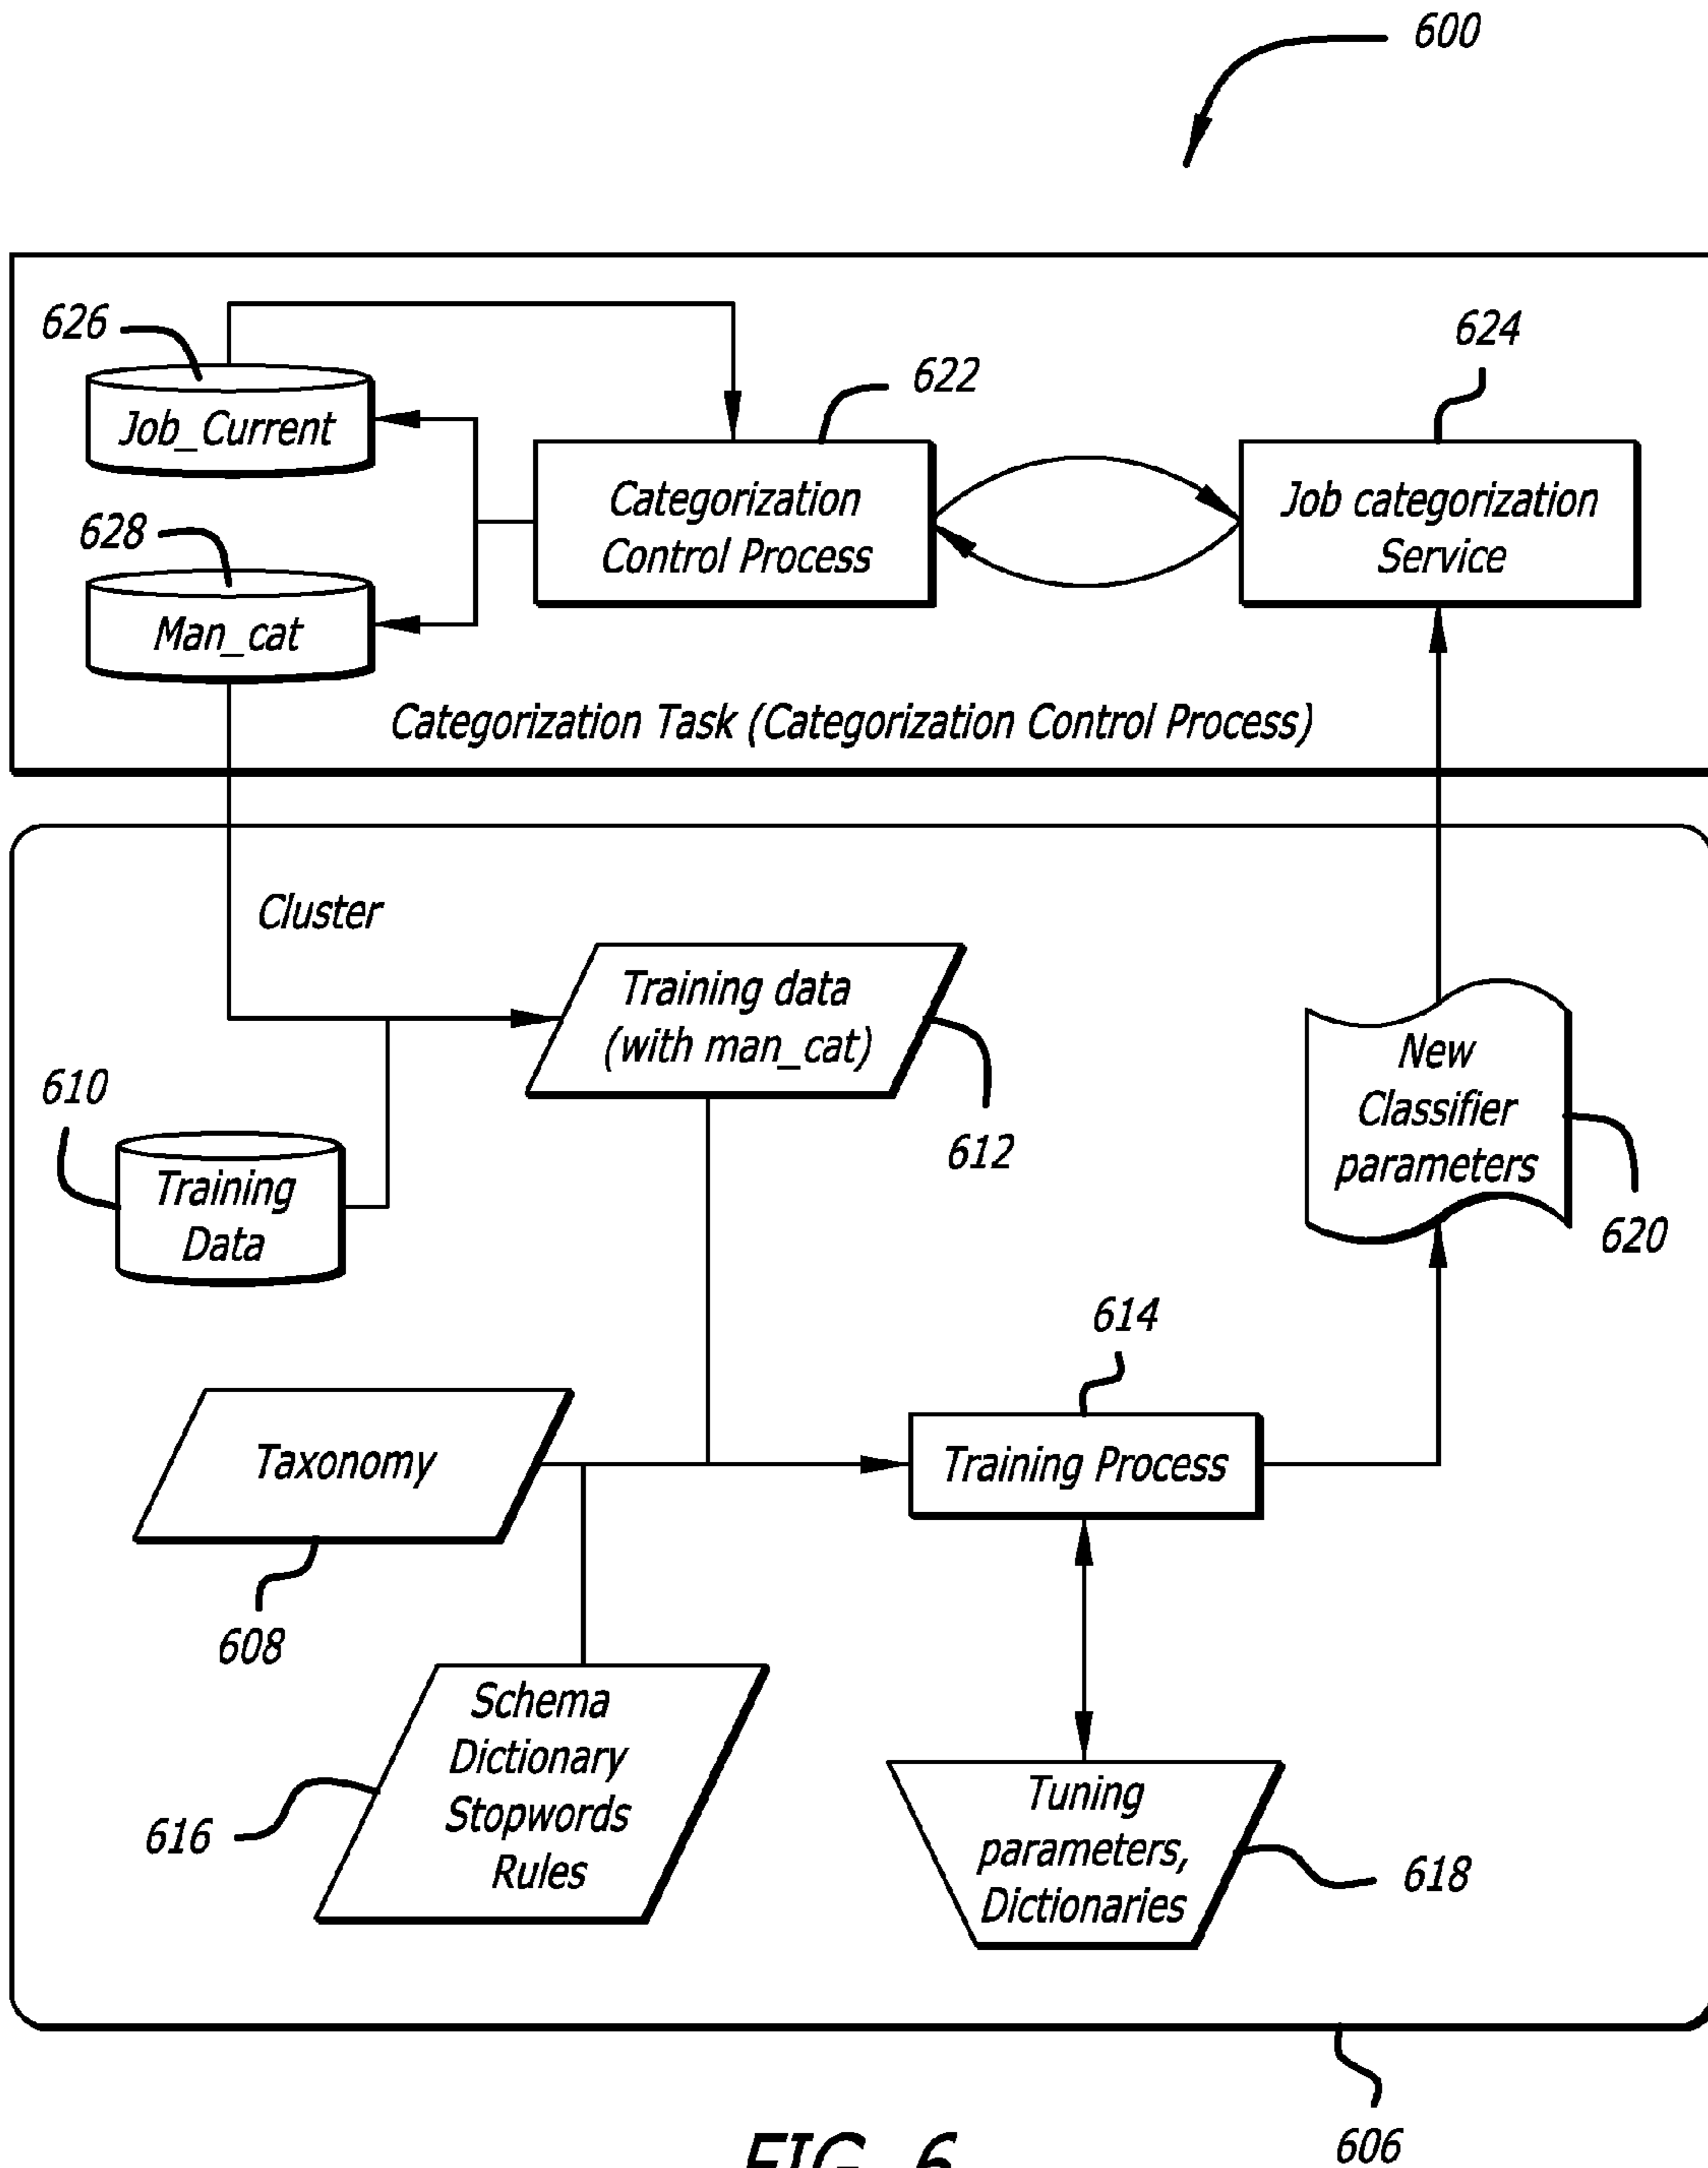 600
626
Job_Current
622
624
Categorization
Control Process
Job categorization
Service
628
Man_cat
Categorization Task (Categorization Control Process)
Cluster
Training data
(with man_cat)
612
610
Training
Data
New
Classifier
parameters
620
614
Taxonomy
Training Process
608
Schema
Dictionary
Stopwords
Rules
616
Tuning
parameters,
Dictionaries
618
606
FIG. 6